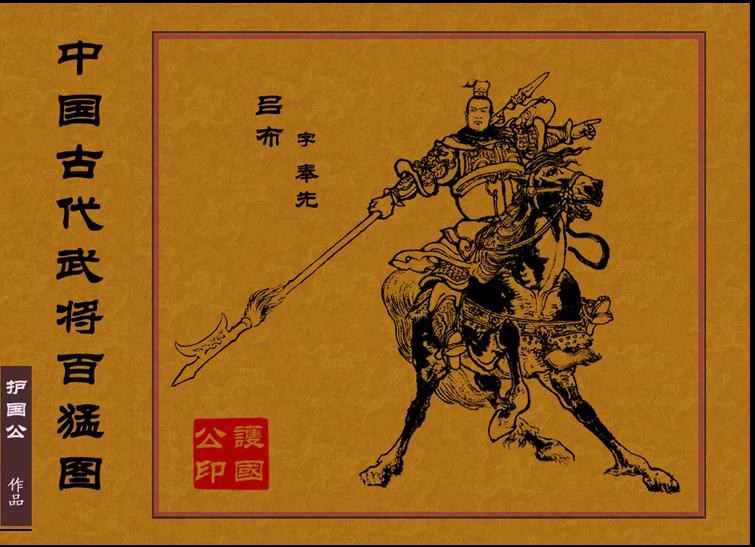 中国古代武将百猛图
吕布
字奉先
護國公印
护国公
作品